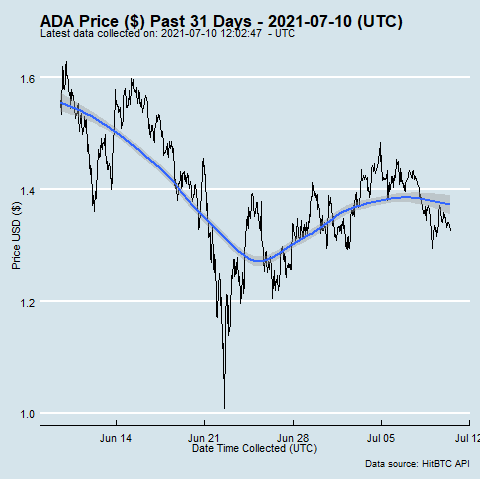 ADA Price ($) Past 31 Days - 2021-07-10 (UTC)
Latest data collected on: 2021-07-10 12:02:47 - UTC
1.6
1.4
1.2
1.0
Price USD ($)
Jun 14 Jun 21 Jun 28 Jul 05 Jul 12
Date Time Collected (UTC)
Data source: HitBTC API